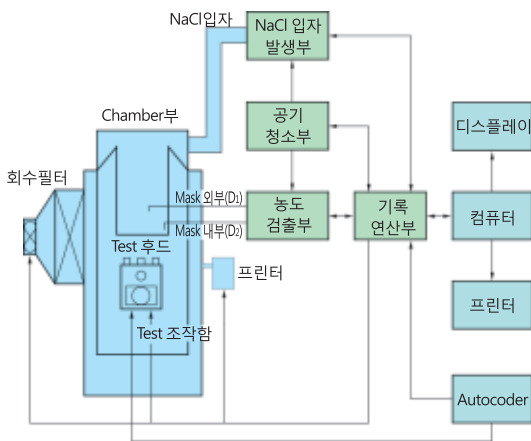 NaCl입자
NaCl 입자
발생부
Chamber부
공기
청소부
디스플레이
회수필터
Mask 외부(D₁)
농도
검출부
기록
연산부
컴퓨터
Mask 내부(D₂)
Test 후드
프린터
프린터
Test 조작함
Autocoder